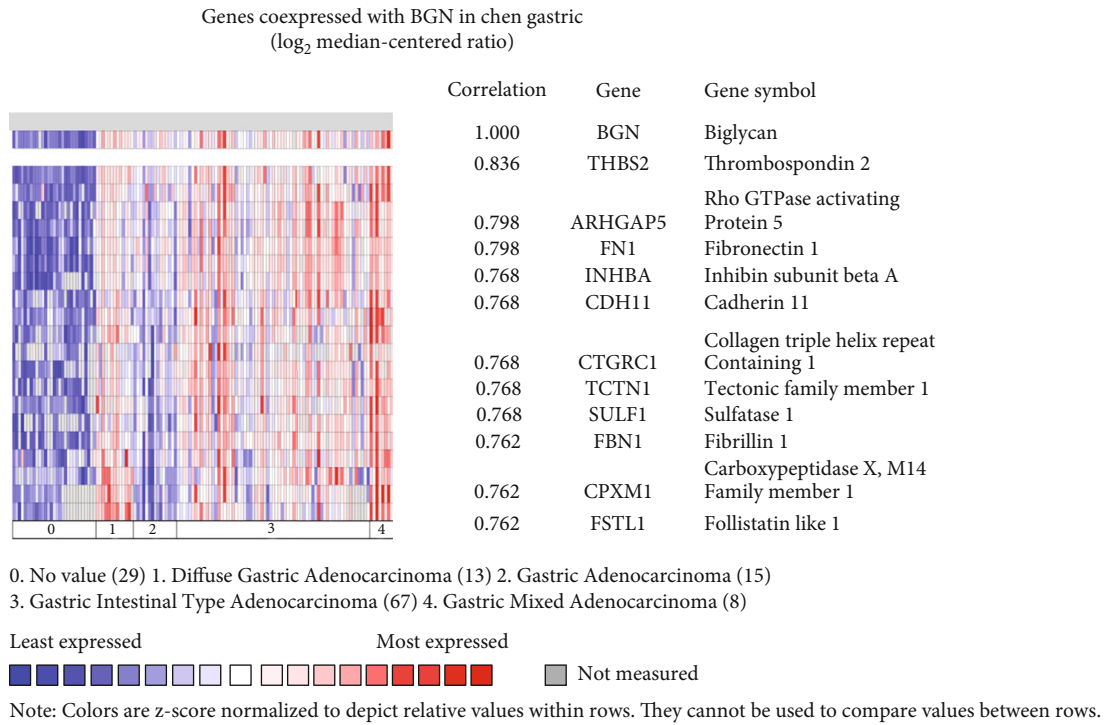 Genes coexpressed with BGN in chen gastric
(log2 median-centered ratio)
Correlation Gene Gene symbol
1.000 BGN Biglycan
0.836 THBS2 Thrombospondin 2
Rho GTPase activating
0.798 ARHGAP5 Protein 5
0.798 FN1 Fibronectin 1
0.768 INHBA Inhibin subunit beta A
0.768 CDH11 Cadherin 11
Collagen triple helix repeat
0.768 CTGRC1 Containing 1
0.768 TCTN1 Tectonic family member 1
0.768 SULF1 Sulfatase 1
0.762 FBN1 Fibrillin 1
Carboxypeptidase X, M14
0.762 CPXM1 Family member 1
0.762 FSTL1 Follistatin like 1
0 1 2 3 4
0. No value (29) 1. Diffuse Gastric Adenocarcinoma (13) 2. Gastric Adenocarcinoma (15)
3. Gastric Intestinal Type Adenocarcinoma (67) 4. Gastric Mixed Adenocarcinoma (8)
Least expressed Most expressed
Not measured
Note: Colors are z-score normalized to depict relative values within rows. They cannot be used to compare values between rows.